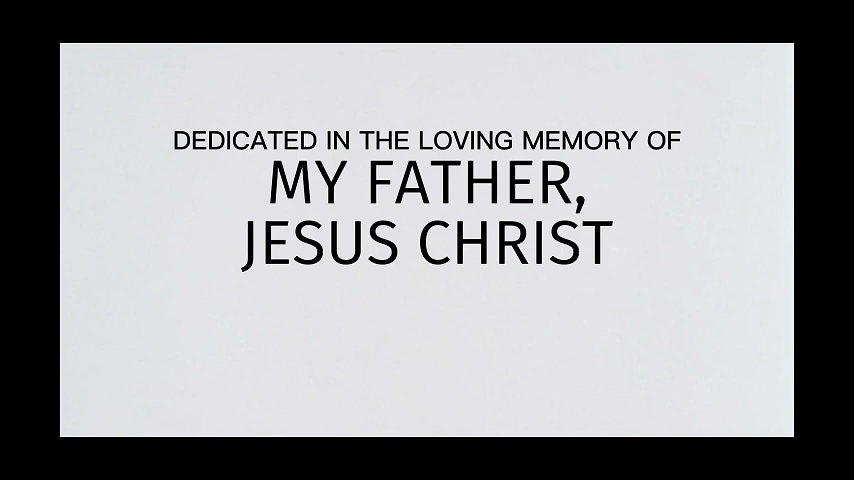 DEDICATED IN THE LOVING MEMORY OF
MY FATHER,
JESUS CHRIST